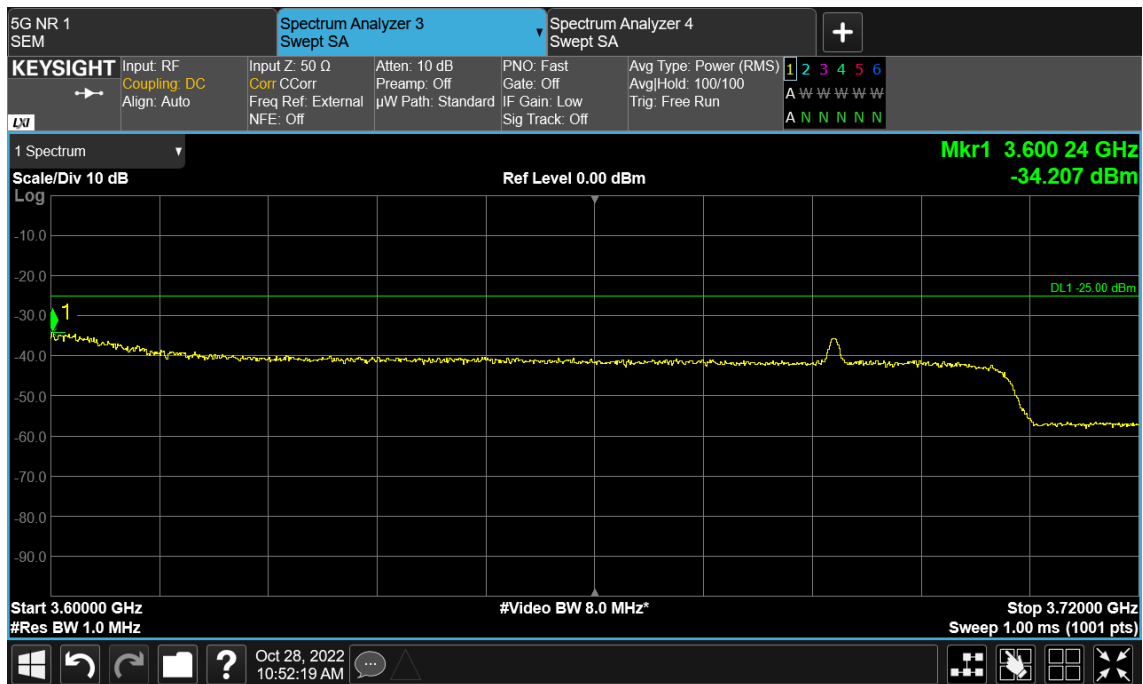 5G NR 1
SEM
Spectrum Analyzer 3
Swept SA
Spectrum Analyzer 4
Swept SA
KEYSIGHT
LXI
Input: RF
Coupling: DC
Align: Auto
Input Z: 50 Ω
Corr CCorr
Freq Ref: External
NFE: Off
Atten: 10 dB
Preamp: Off
µW Path: Standard
PNO: Fast
Gate: Off
IF Gain: Low
Sig Track: Off
Avg Type: Power (RMS)
Avg|Hold: 100/100
Trig: Free Run
1 2 3 4 5 6
A W W W W W
A N N N N N
1 Spectrum
Mkr1 3.600 24 GHz
-34.207 dBm
Scale/Div 10 dB
Ref Level 0.00 dBm
Log
-10.0
-20.0
DL1 -25.00 dBm
1
-30.0
-40.0
-50.0
-60.0
-70.0
-80.0
-90.0
Start 3.60000 GHz
#Video BW 8.0 MHz*
Stop 3.72000 GHz
#Res BW 1.0 MHz
Sweep 1.00 ms (1001 pts)
?
Oct 28, 2022
10:52:19 AM